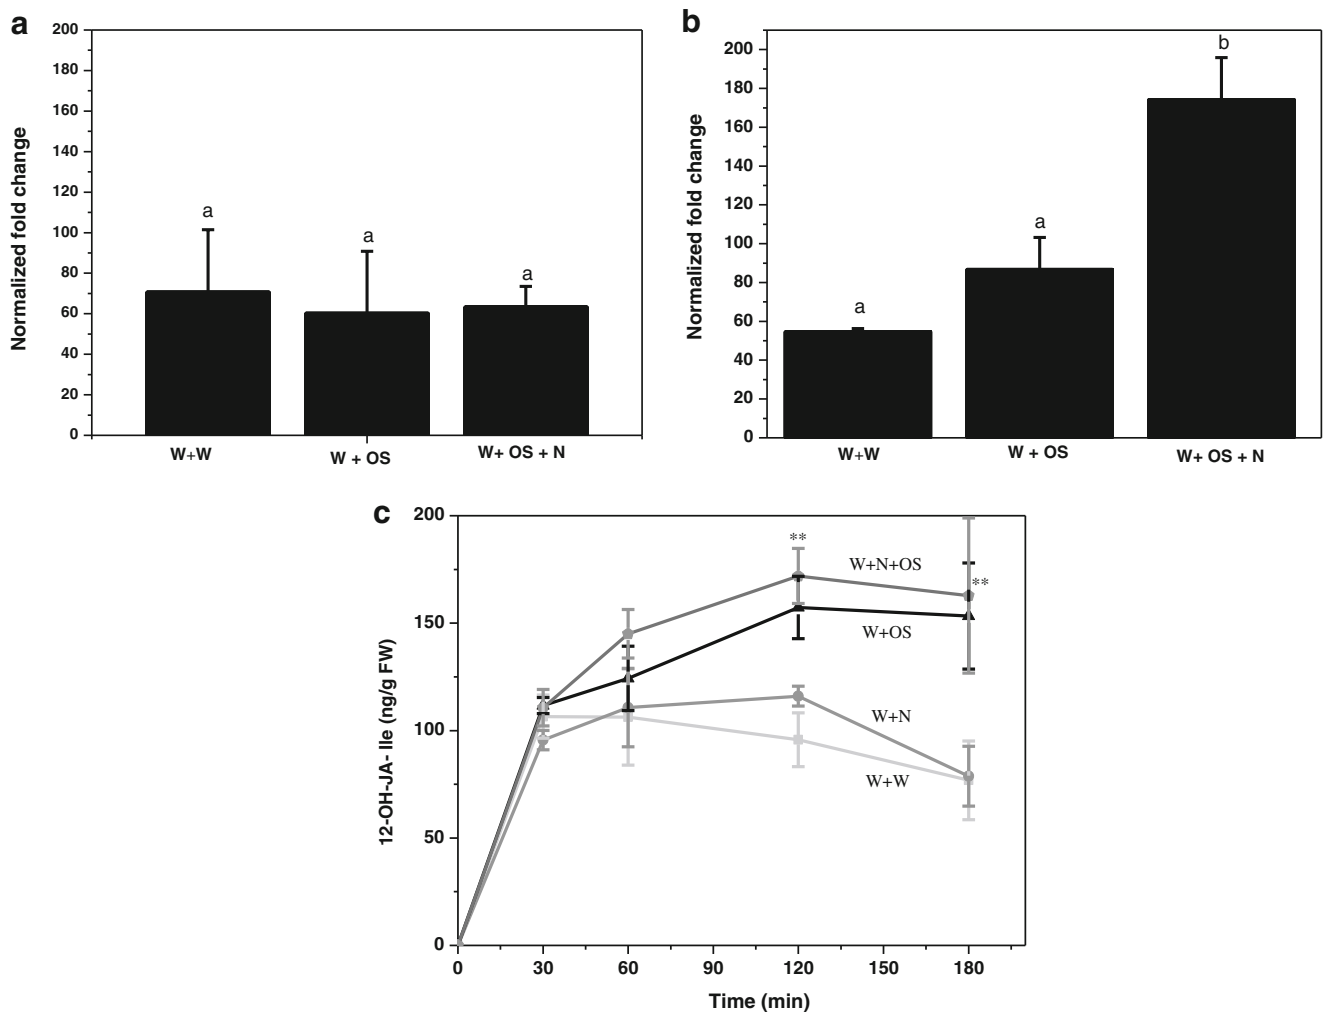 a
Normalized fold change
200
180
160
140
120
100
80
60
40
20
0
a
a
a
W+W
W + OS
W+ OS + N
b
Normalized fold change
200
180
160
140
120
100
80
60
40
20
0
a
a
b
W+W
W + OS
W+ OS + N
c
12-OH-JA- Ile (ng/g FW)
200
150
100
50
0
**
W+N+OS
**
W+OS
W+N
W+W
0
30
60
90
120
150
180
Time (min)